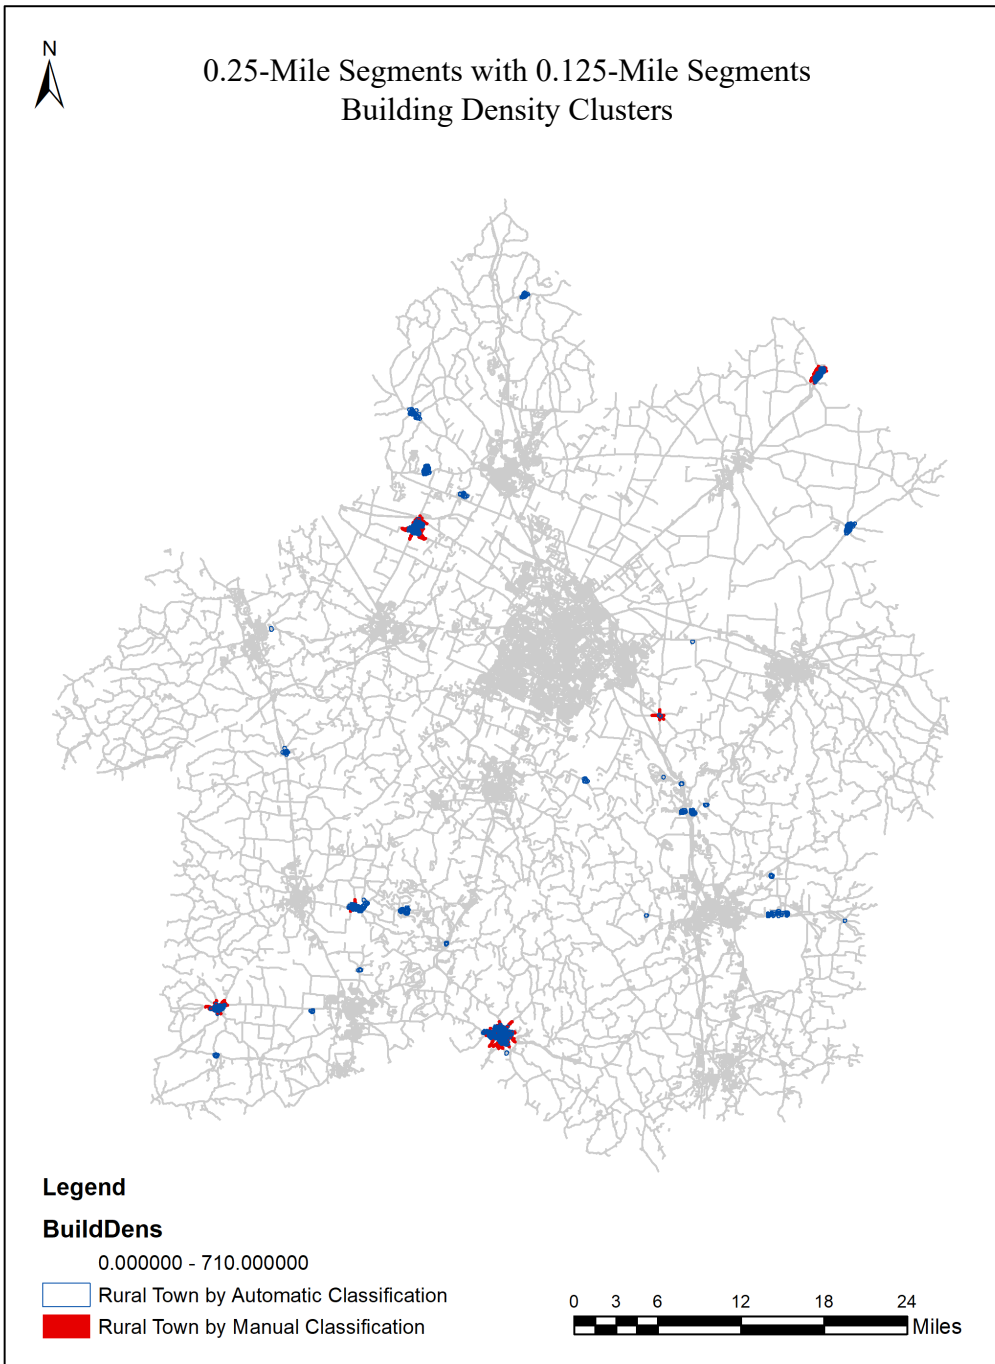 N
0.25-Mile Segments with 0.125-Mile Segments
Building Density Clusters
Legend
BuildDens
0.000000 - 710.000000
Rural Town by Automatic Classification
Rural Town by Manual Classification
0 3 6 12 18 24
Miles